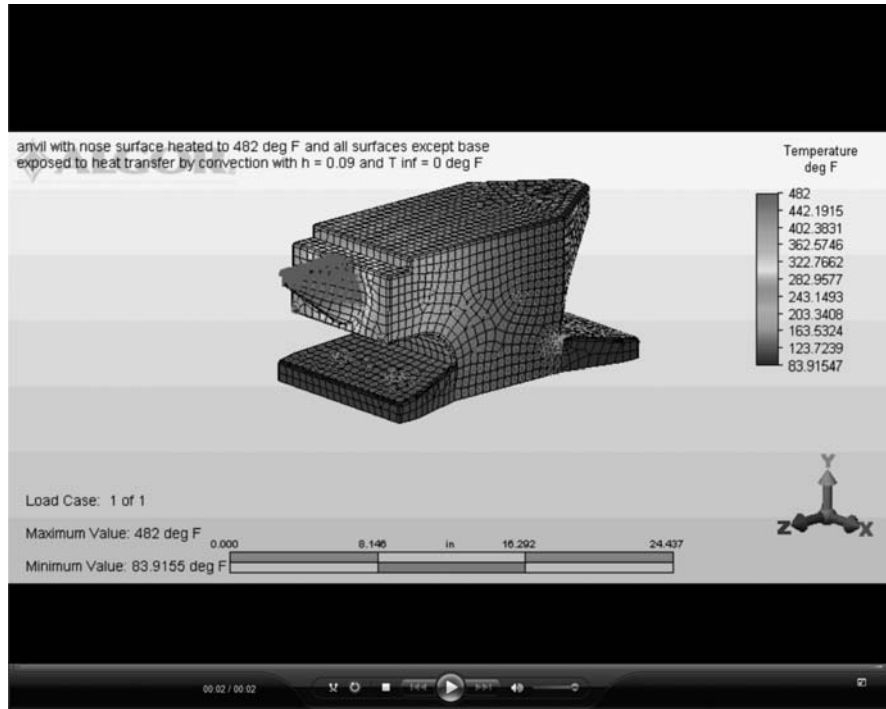 anvil with nose surface heated to 482 deg F and all surfaces except base
exposed to heat transfer by convection with h = 0.09 and T inf = 0 deg F
ALGOR
Temperature
deg F
482
442.1915
402.3831
362.5746
322.7662
282.9577
243.1493
203.3408
163.5324
123.7239
83.91547
Load Case: 1 of 1
Maximum Value: 482 deg F
Minimum Value: 83.9155 deg F
0.000 8.146 in 16.292 24.437
Y
Z X
00:02 / 00:02